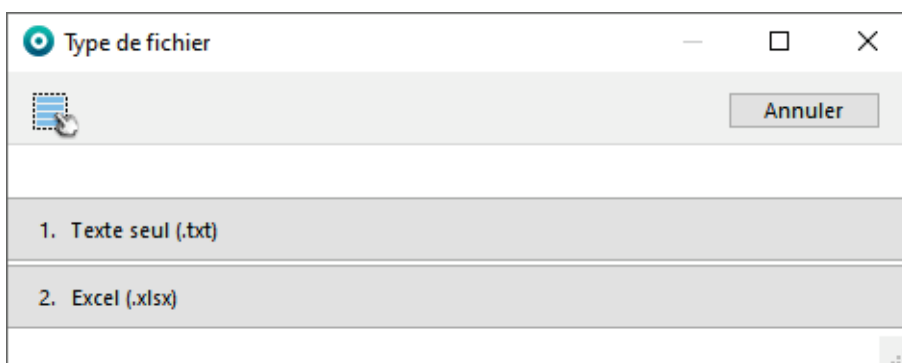 Type de fichier
Annuler
1. Texte seul (.txt)
2. Excel (.xlsx)